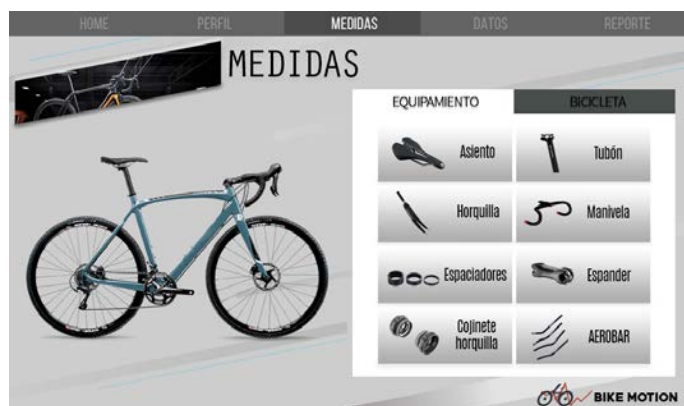 HOME PERFIL MEDIDAS DATOS REPORTE
MEDIDAS
EQUIPAMIENTO BICICLETA
Asiento Tubón
Horquilla Manivela
Espaciadores Espander
Cojinete
horquilla AEROBAR
BIKE MOTION